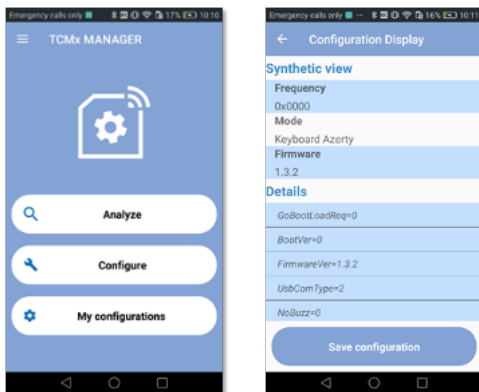 Emergency calls only 17% 10:10
TCMx MANAGER
Analyze
Configure
My configurations
Emergency calls only 16% 10:11
Configuration Display
Synthetic view
Frequency
0x0000
Mode
Keyboard Azerty
Firmware
1.3.2
Details
GoBootLoadReq=0
BootVer=0
FirmwareVer=1.3.2
UsbComType=2
NoBuzz=0
Save configuration